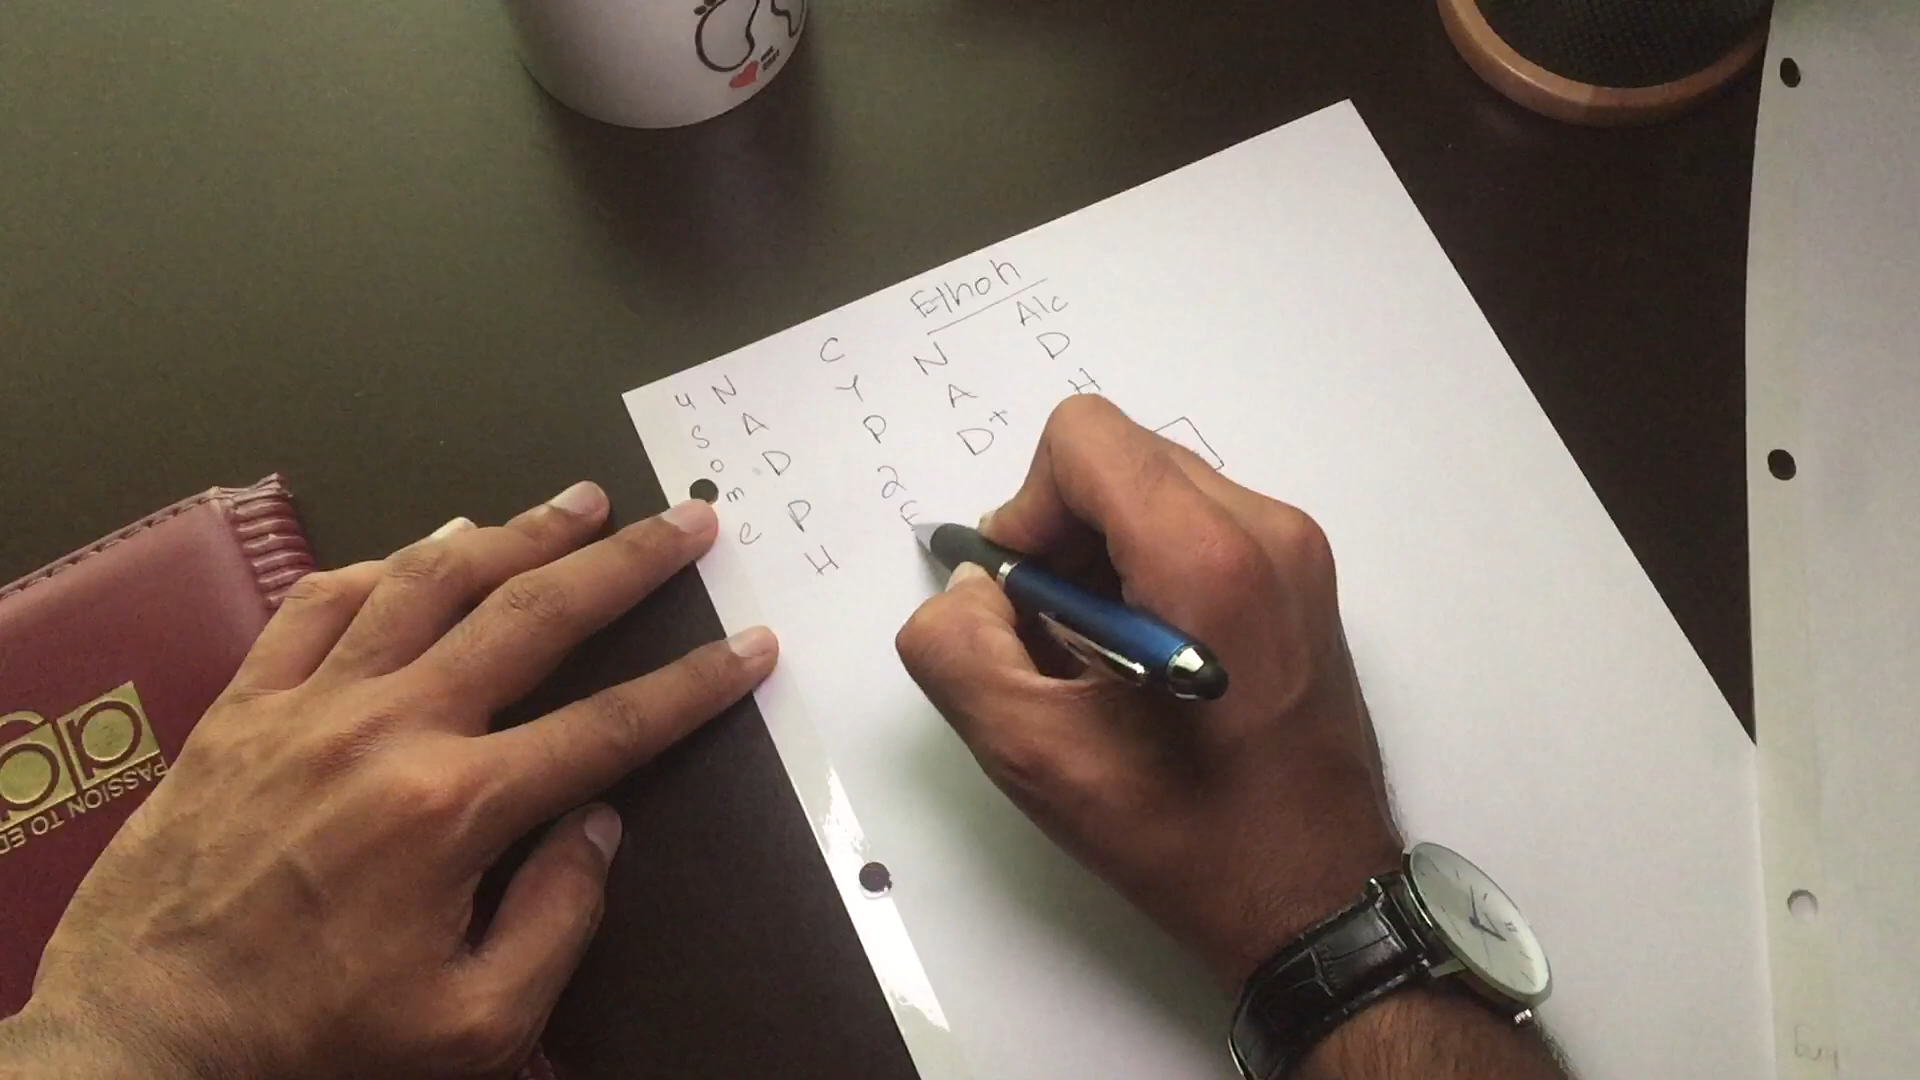 Ethoh
4 N C N Alc
S A Y A D
o D P D+ H
m P 2
e H E
PASSION TO ED